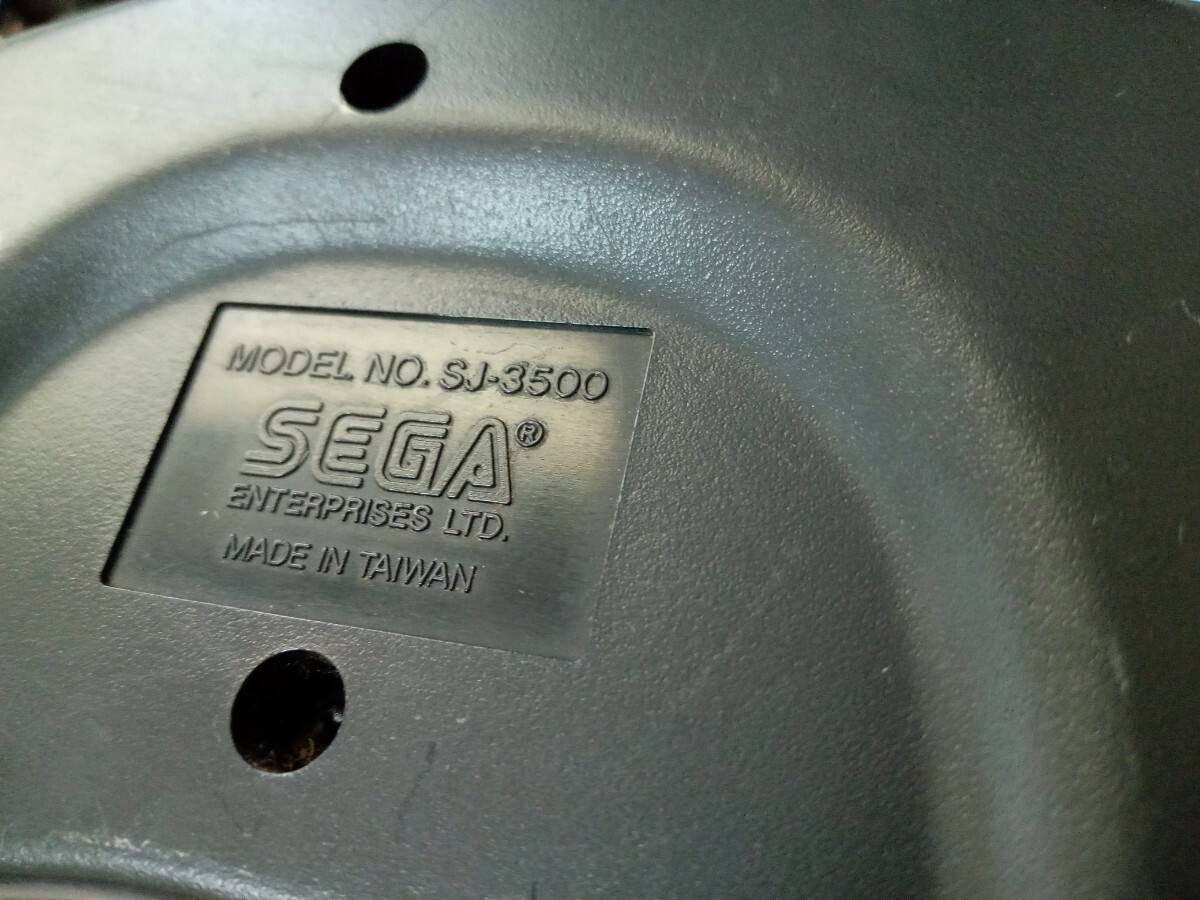 MODEL NO. SJ-3500
SEGA®
ENTERPRISES LTD.
MADE IN TAIWAN